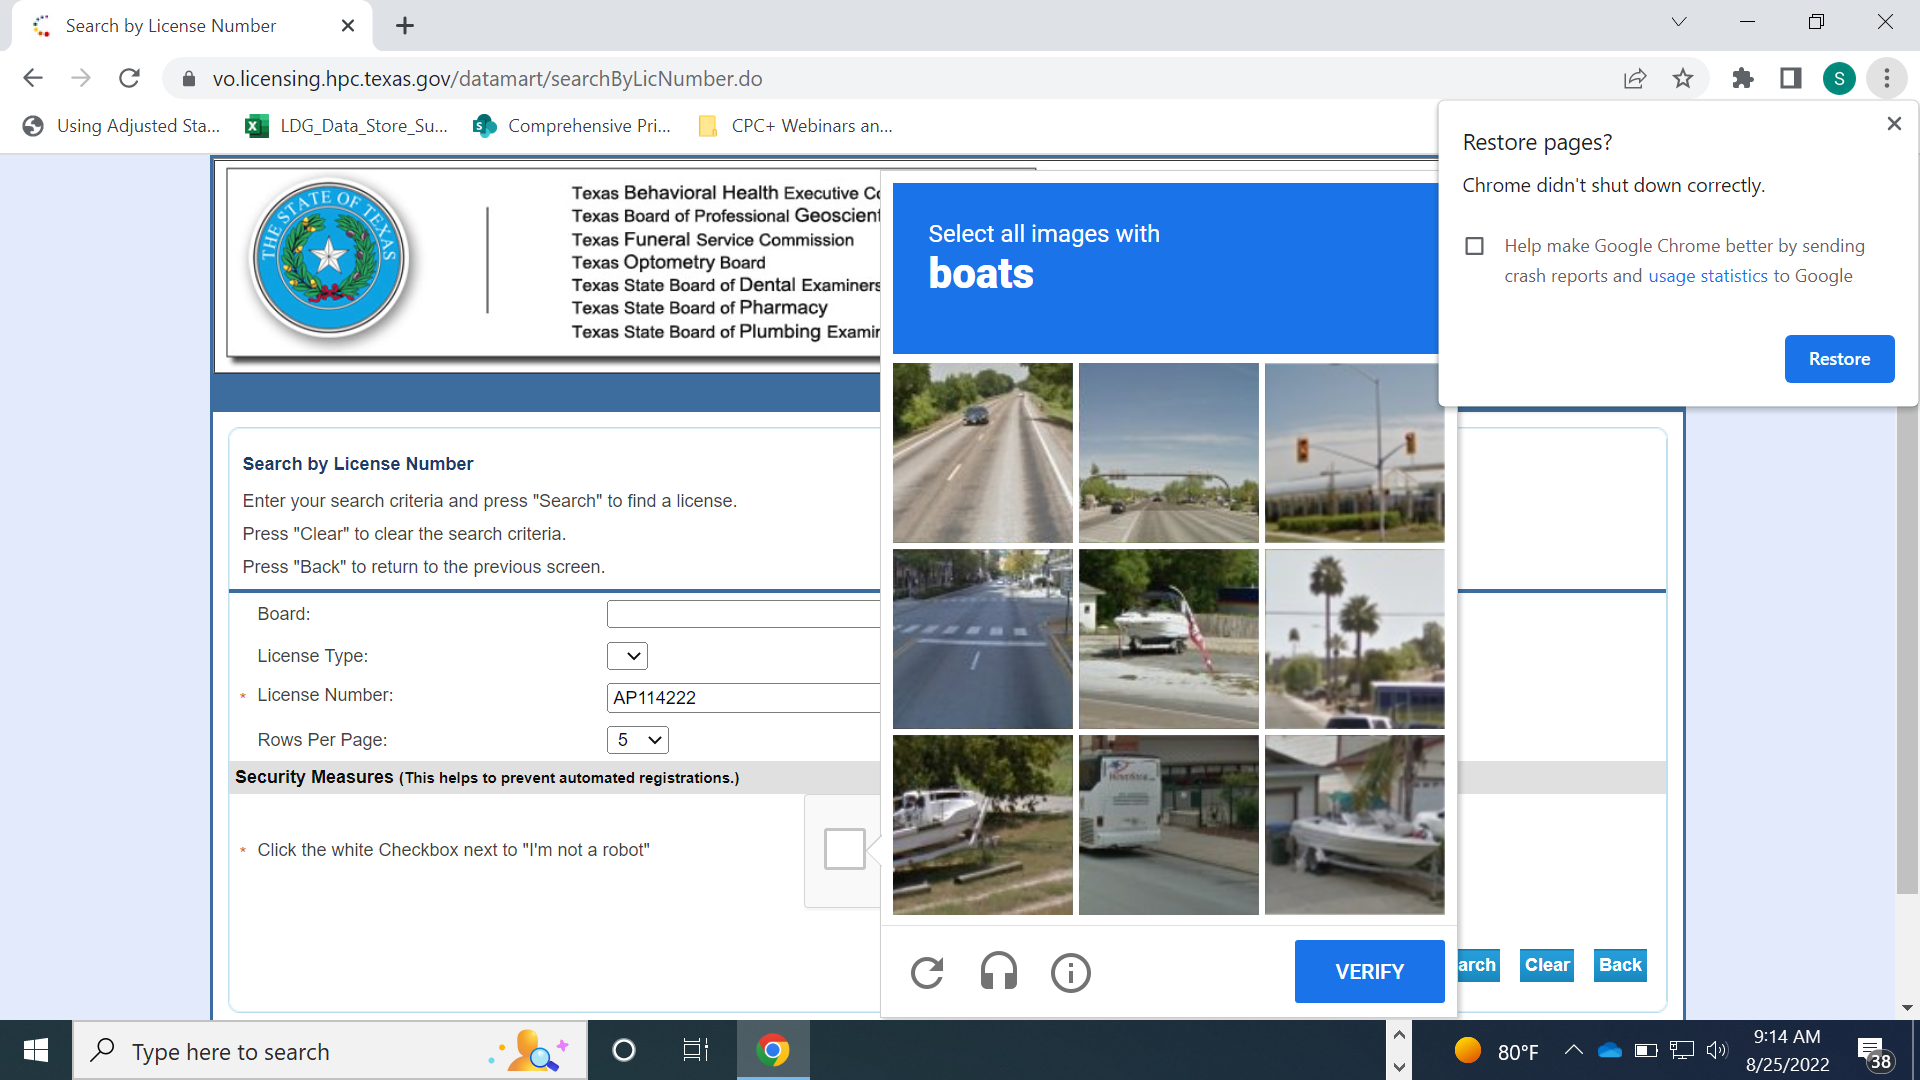 Search by License Number
vo.licensing.hpc.texas.gov/datamart/searchByLicNumber.do
S
Using Adjusted Sta...
LDG_Data_Store_Su...
Comprehensive Pri...
CPC+ Webinars an...
Restore pages?
Chrome didn't shut down correctly.
Help make Google Chrome better by sending
crash reports and usage statistics to Google
Restore
THE STATE OF TEXAS
Texas Behavioral Health Executive Co
Texas Board of Professional Geoscient
Texas Funeral Service Commission
Texas Optometry Board
Texas State Board of Dental Examiners
Texas State Board of Pharmacy
Texas State Board of Plumbing Examin
Select all images with
boats
Search by License Number
Enter your search criteria and press "Search" to find a license.
Press "Clear" to clear the search criteria.
Press "Back" to return to the previous screen.
Board:
License Type:
* License Number:
AP114222
Rows Per Page:
5
Security Measures (This helps to prevent automated registrations.)
* Click the white Checkbox next to "I'm not a robot"
VERIFY
arch
Clear
Back
Type here to search
80°F
9:14 AM
8/25/2022
38